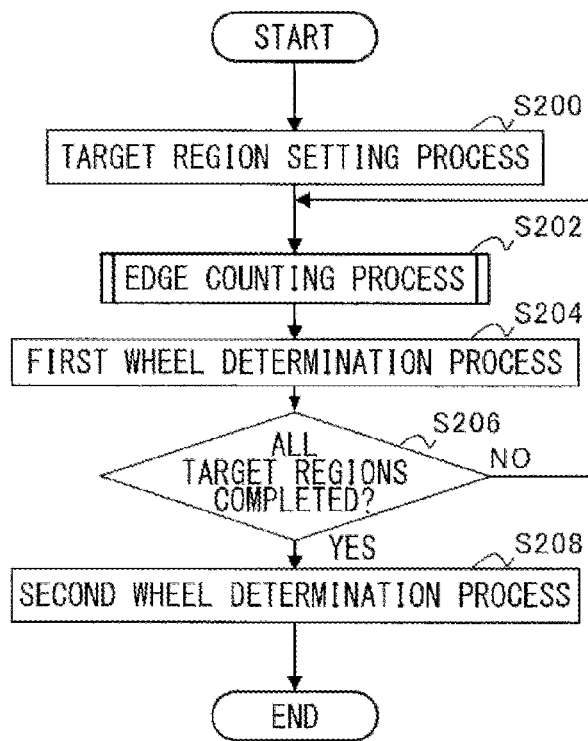 START
S200
TARGET REGION SETTING PROCESS
S202
EDGE COUNTING PROCESS
S204
FIRST WHEEL DETERMINATION PROCESS
S206
ALL
TARGET REGIONS
COMPLETED?
NO
YES
S208
SECOND WHEEL DETERMINATION PROCESS
END